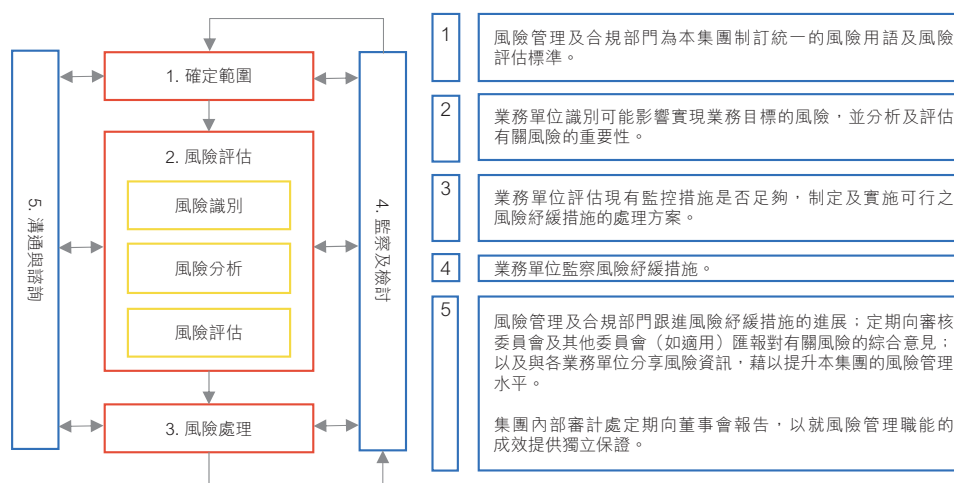 1. 確定範圍
2. 風險評估
風險識別
風險分析
風險評估
3. 風險處理
4. 監察及檢討
5. 溝通與諮詢
1
風險管理及合規部門為本集團制訂統一的風險用語及風險
評估標準。
2
業務單位識別可能影響實現業務目標的風險,並分析及評估
有關風險的重要性。
3
業務單位評估現有監控措施是否足夠,制定及實施可行之
風險紓緩措施的處理方案。
4
業務單位監察風險紓緩措施。
5
風險管理及合規部門跟進風險紓緩措施的進展;定期向審核
委員會及其他委員會(如適用)匯報對有關風險的綜合意見;
以及與各業務單位分享風險資訊,藉以提升本集團的風險管理
水平。
集團內部審計處定期向董事會報告,以就風險管理職能的
成效提供獨立保證。